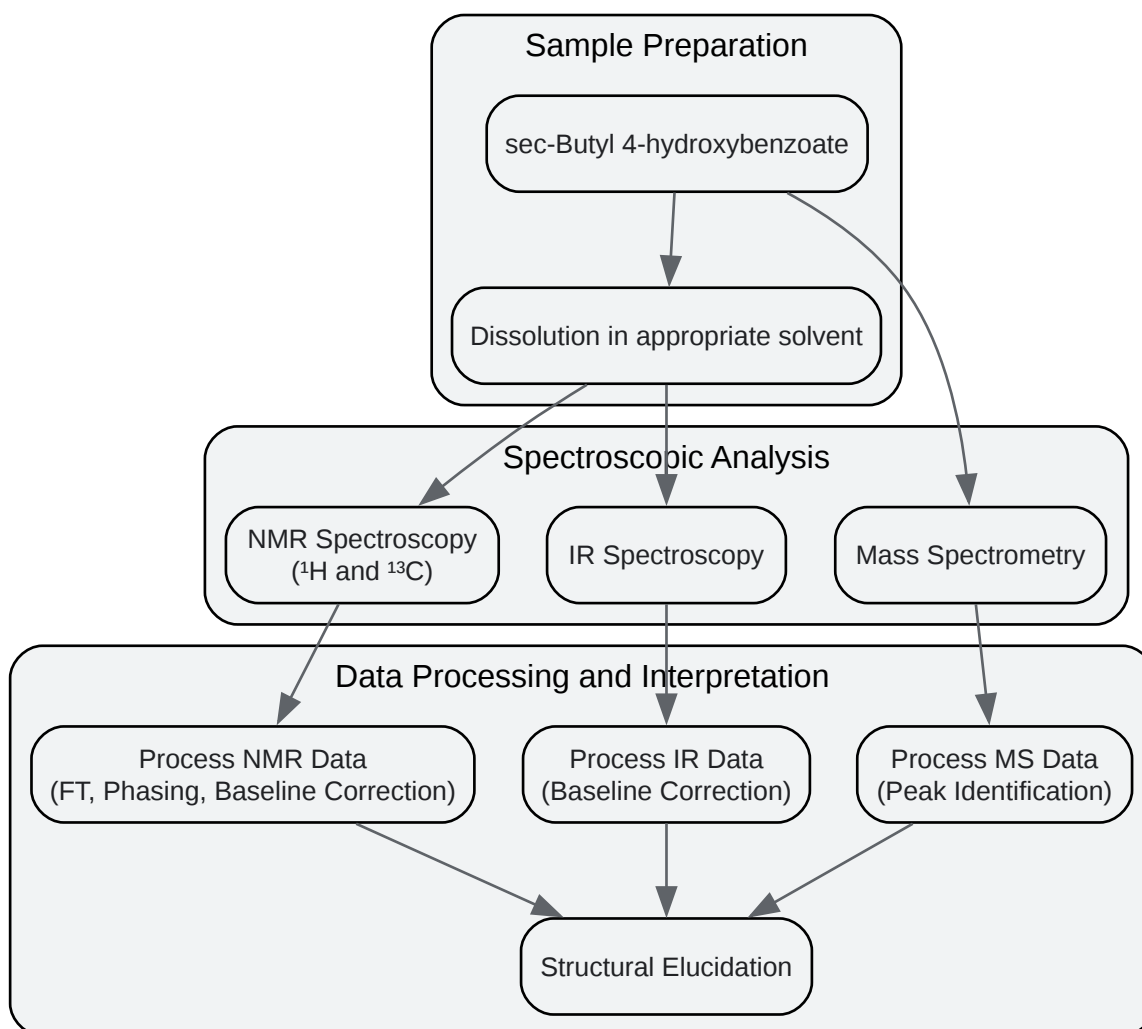 Sample Preparation
sec-Butyl 4-hydroxybenzoate
Dissolution in appropriate solvent
Spectroscopic Analysis
NMR Spectroscopy
(¹H and ¹³C)
IR Spectroscopy
Mass Spectrometry
Data Processing and Interpretation
Process NMR Data
(FT, Phasing, Baseline Correction)
Process IR Data
(Baseline Correction)
Process MS Data
(Peak Identification)
Structural Elucidation